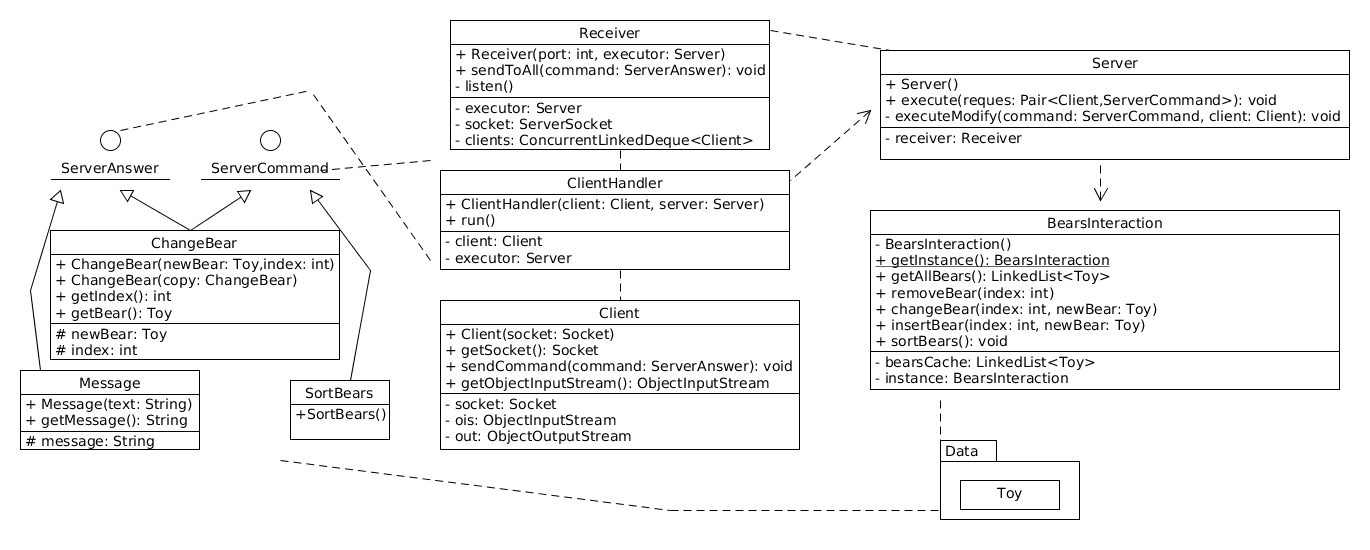 Receiver
+ Receiver(port: int, executor: Server)
+ sendToAll(command: ServerAnswer): void
- listen()
- executor: Server
- socket: ServerSocket
- clients: ConcurrentLinkedDeque<Client>
Server
+ Server()
+ execute(reques: Pair<Client,ServerCommand>): void
- executeModify(command: ServerCommand, client: Client): void
- receiver: Receiver
ServerAnswer
ServerCommand
ClientHandler
+ ClientHandler(client: Client, server: Server)
+ run()
- client: Client
- executor: Server
BearsInteraction
- BearsInteraction()
+ getInstance(): BearsInteraction
+ getAllBears(): LinkedList<Toy>
+ removeBear(index: int)
+ changeBear(index: int, newBear: Toy)
+ insertBear(index: int, newBear: Toy)
+ sortBears(): void
- bearsCache: LinkedList<Toy>
- instance: BearsInteraction
ChangeBear
+ ChangeBear(newBear: Toy,index: int)
+ ChangeBear(copy: ChangeBear)
+ getIndex(): int
+ getBear(): Toy
# newBear: Toy
# index: int
Client
+ Client(socket: Socket)
+ getSocket(): Socket
+ sendCommand(command: ServerAnswer): void
+ getObjectInputStream(): ObjectInputStream
- socket: Socket
- ois: ObjectInputStream
- out: ObjectOutputStream
Message
+ Message(text: String)
+ getMessage(): String
# message: String
SortBears
+SortBears()
Data
Toy